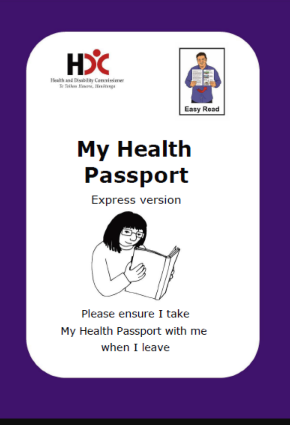 HDC
Health and Disability Commissioner
Te Toihau Hauora, Hauātanga
Easy Read
My Health
Passport
Express version
Please ensure I take
My Health Passport with me
when I leave